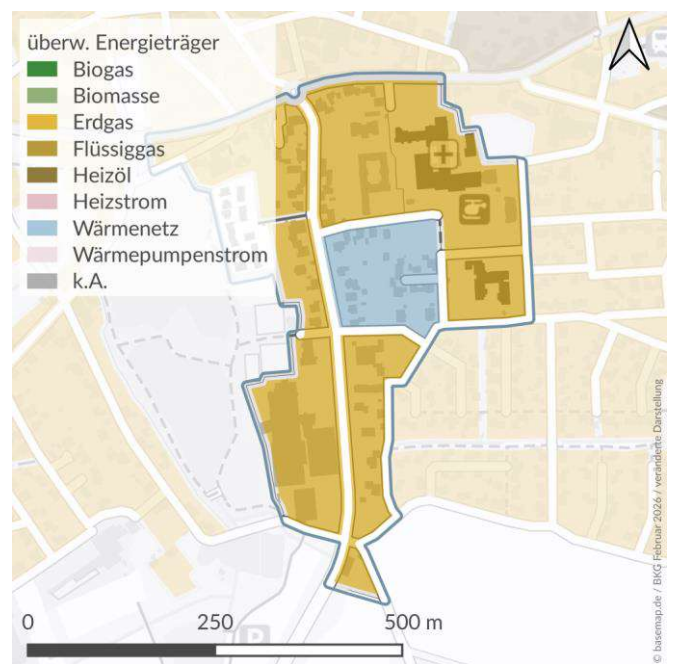 überw. Energieträger
Biogas
Biomasse
Erdgas
Flüssiggas
Heizöl
Heizstrom
Wärmenetz
Wärmepumpenstrom
k.A.
P
0 250 500 m
© basemap.de / BKG Februar 2026 / veränderte Darstellung